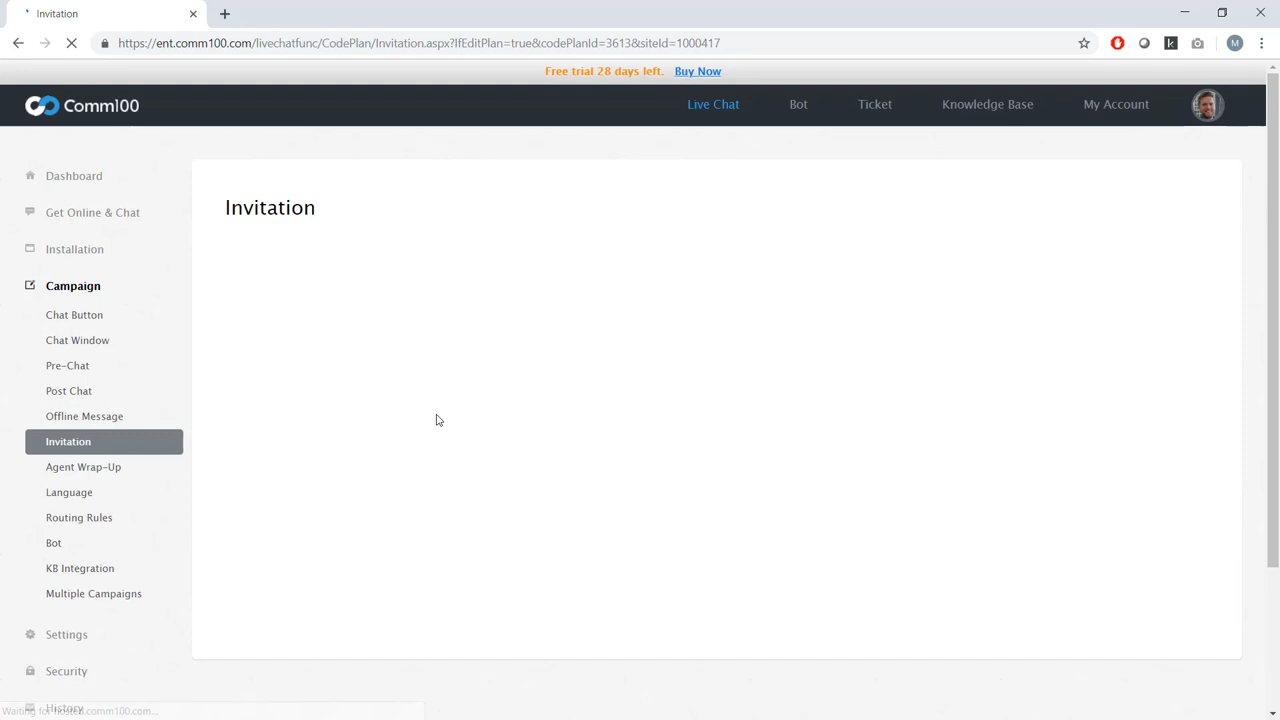 Invitation
https://ent.comm100.com/livechatfunc/CodePlan/Invitation.aspx?IfEditPlan=true&codePlanId=3613&siteId=1000417
M
Free trial 28 days left. Buy Now
Comm100
Live Chat
Bot
Ticket
Knowledge Base
My Account
Dashboard
Get Online & Chat
Installation
Campaign
Chat Button
Chat Window
Pre-Chat
Post Chat
Offline Message
Invitation
Agent Wrap-Up
Language
Routing Rules
Bot
KB Integration
Multiple Campaigns
Settings
Security
History
Waiting for hosted.comm100.com...
Invitation